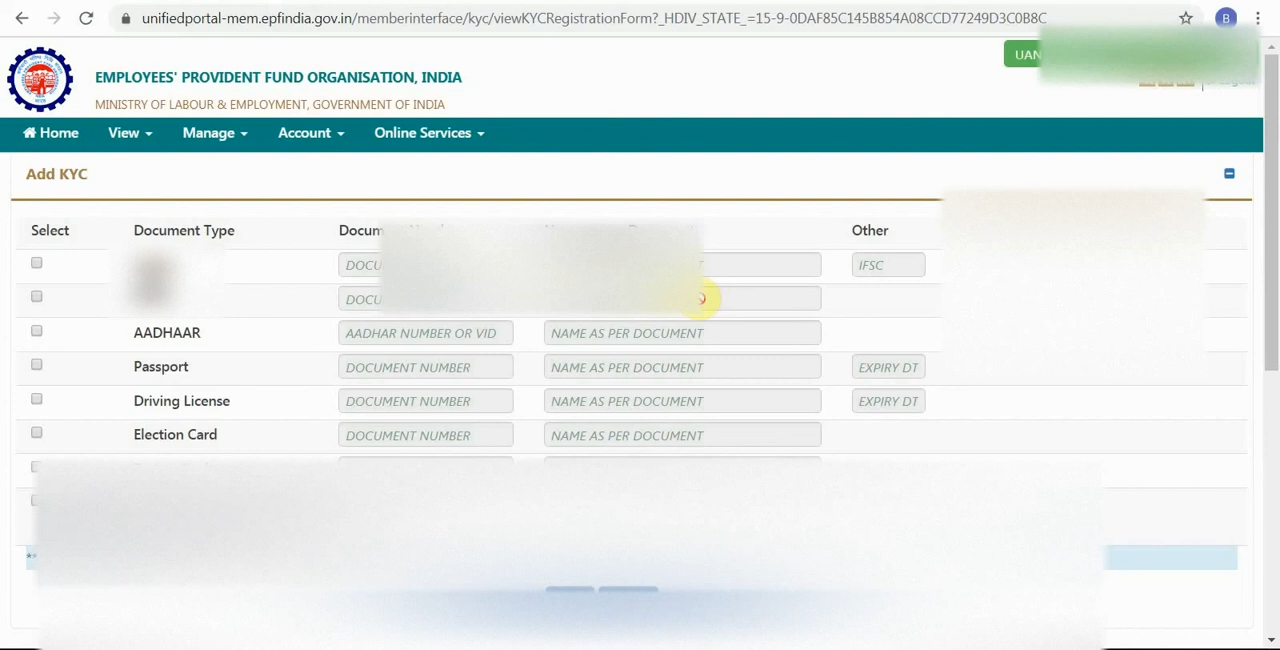 unifiedportal-mem.epfindia.gov.in/memberinterface/kyc/viewKYCRegistrationForm?_HDIV_STATE_=15-9-0DAF85C145B854A08CCD77249D3C0B8C B
UAN
EMPLOYEES' PROVIDENT FUND ORGANISATION, INDIA
MINISTRY OF LABOUR & EMPLOYMENT, GOVERNMENT OF INDIA
Home View Manage Account Online Services
Add KYC
Select Document Type Other
IFSC
AADHAAR AADHAR NUMBER OR VID NAME AS PER DOCUMENT
Passport DOCUMENT NUMBER NAME AS PER DOCUMENT EXPIRY DT
Driving License DOCUMENT NUMBER NAME AS PER DOCUMENT EXPIRY DT
Election Card DOCUMENT NUMBER NAME AS PER DOCUMENT
**